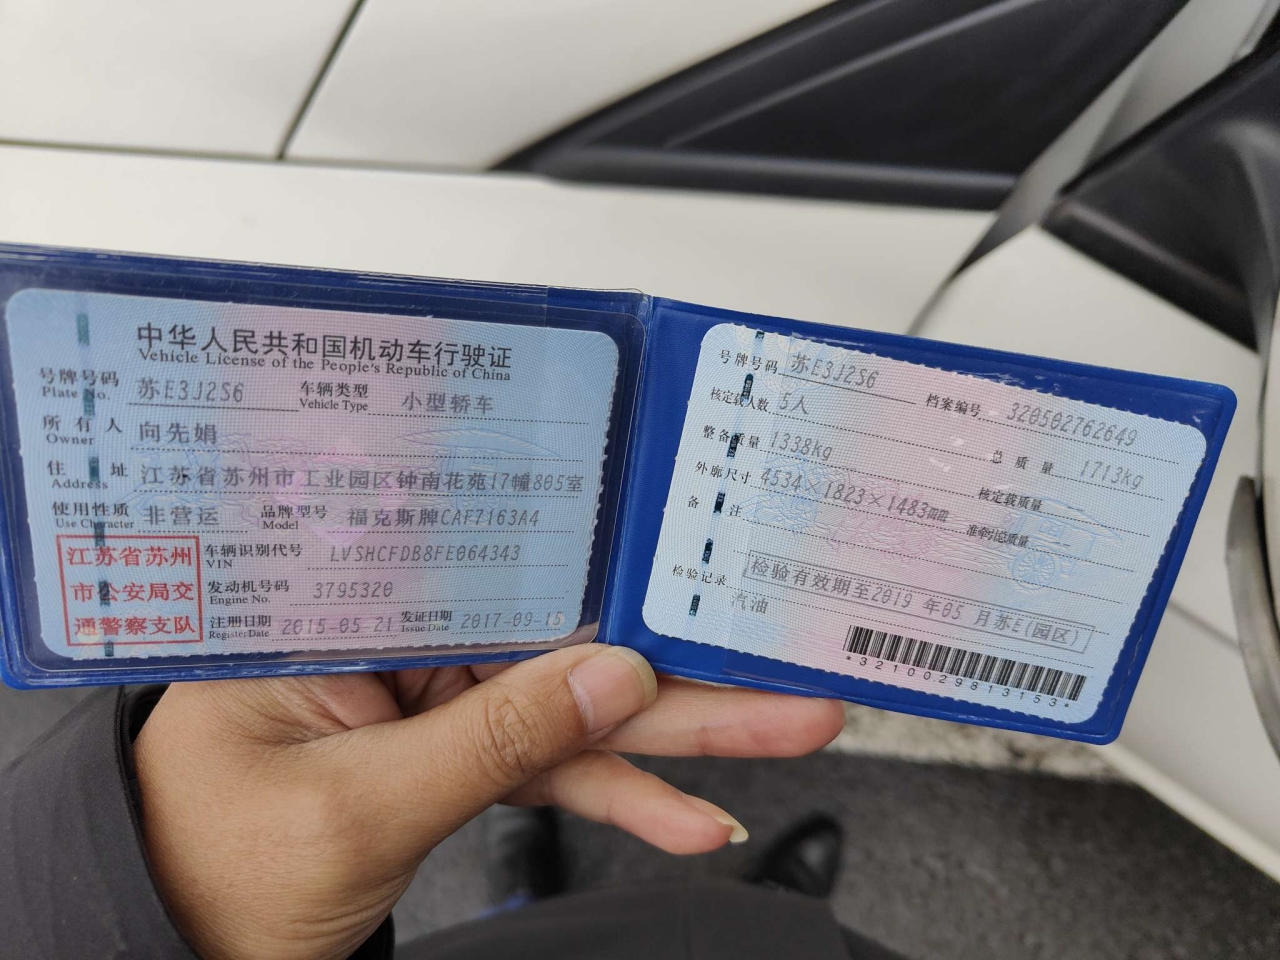 中华人民共和国机动车行驶证
Vehicle License of the People's Republic of China
号牌号码 苏E3J2S6 车辆类型 小型轿车
Plate No. Vehicle Type
所有人 向先娟
Owner
住址 江苏省苏州市工业园区钟南花苑17幢805室
Address
使用性质 非营运 品牌型号 福克斯牌CAF7163A4
Use Character Model
江苏省苏州
市公安局交
通警察支队
车辆识别代号 LVSHCFDB8FE064343
VIN
发动机号码 3795320
Engine No.
注册日期 2015-05-21 发证日期 2017-09-15
Register Date Issue Date
号牌号码 苏E3J2S6 档案编号 320502762649
核定载人数 5人 总质量 1713kg
整备质量 1338kg 核定载质量
外廓尺寸 4534×1823×1483mm 准牵引总质量
备注
检验有效期至2019 年05 月苏E(园区)
检验记录
汽油
*3210029813153*